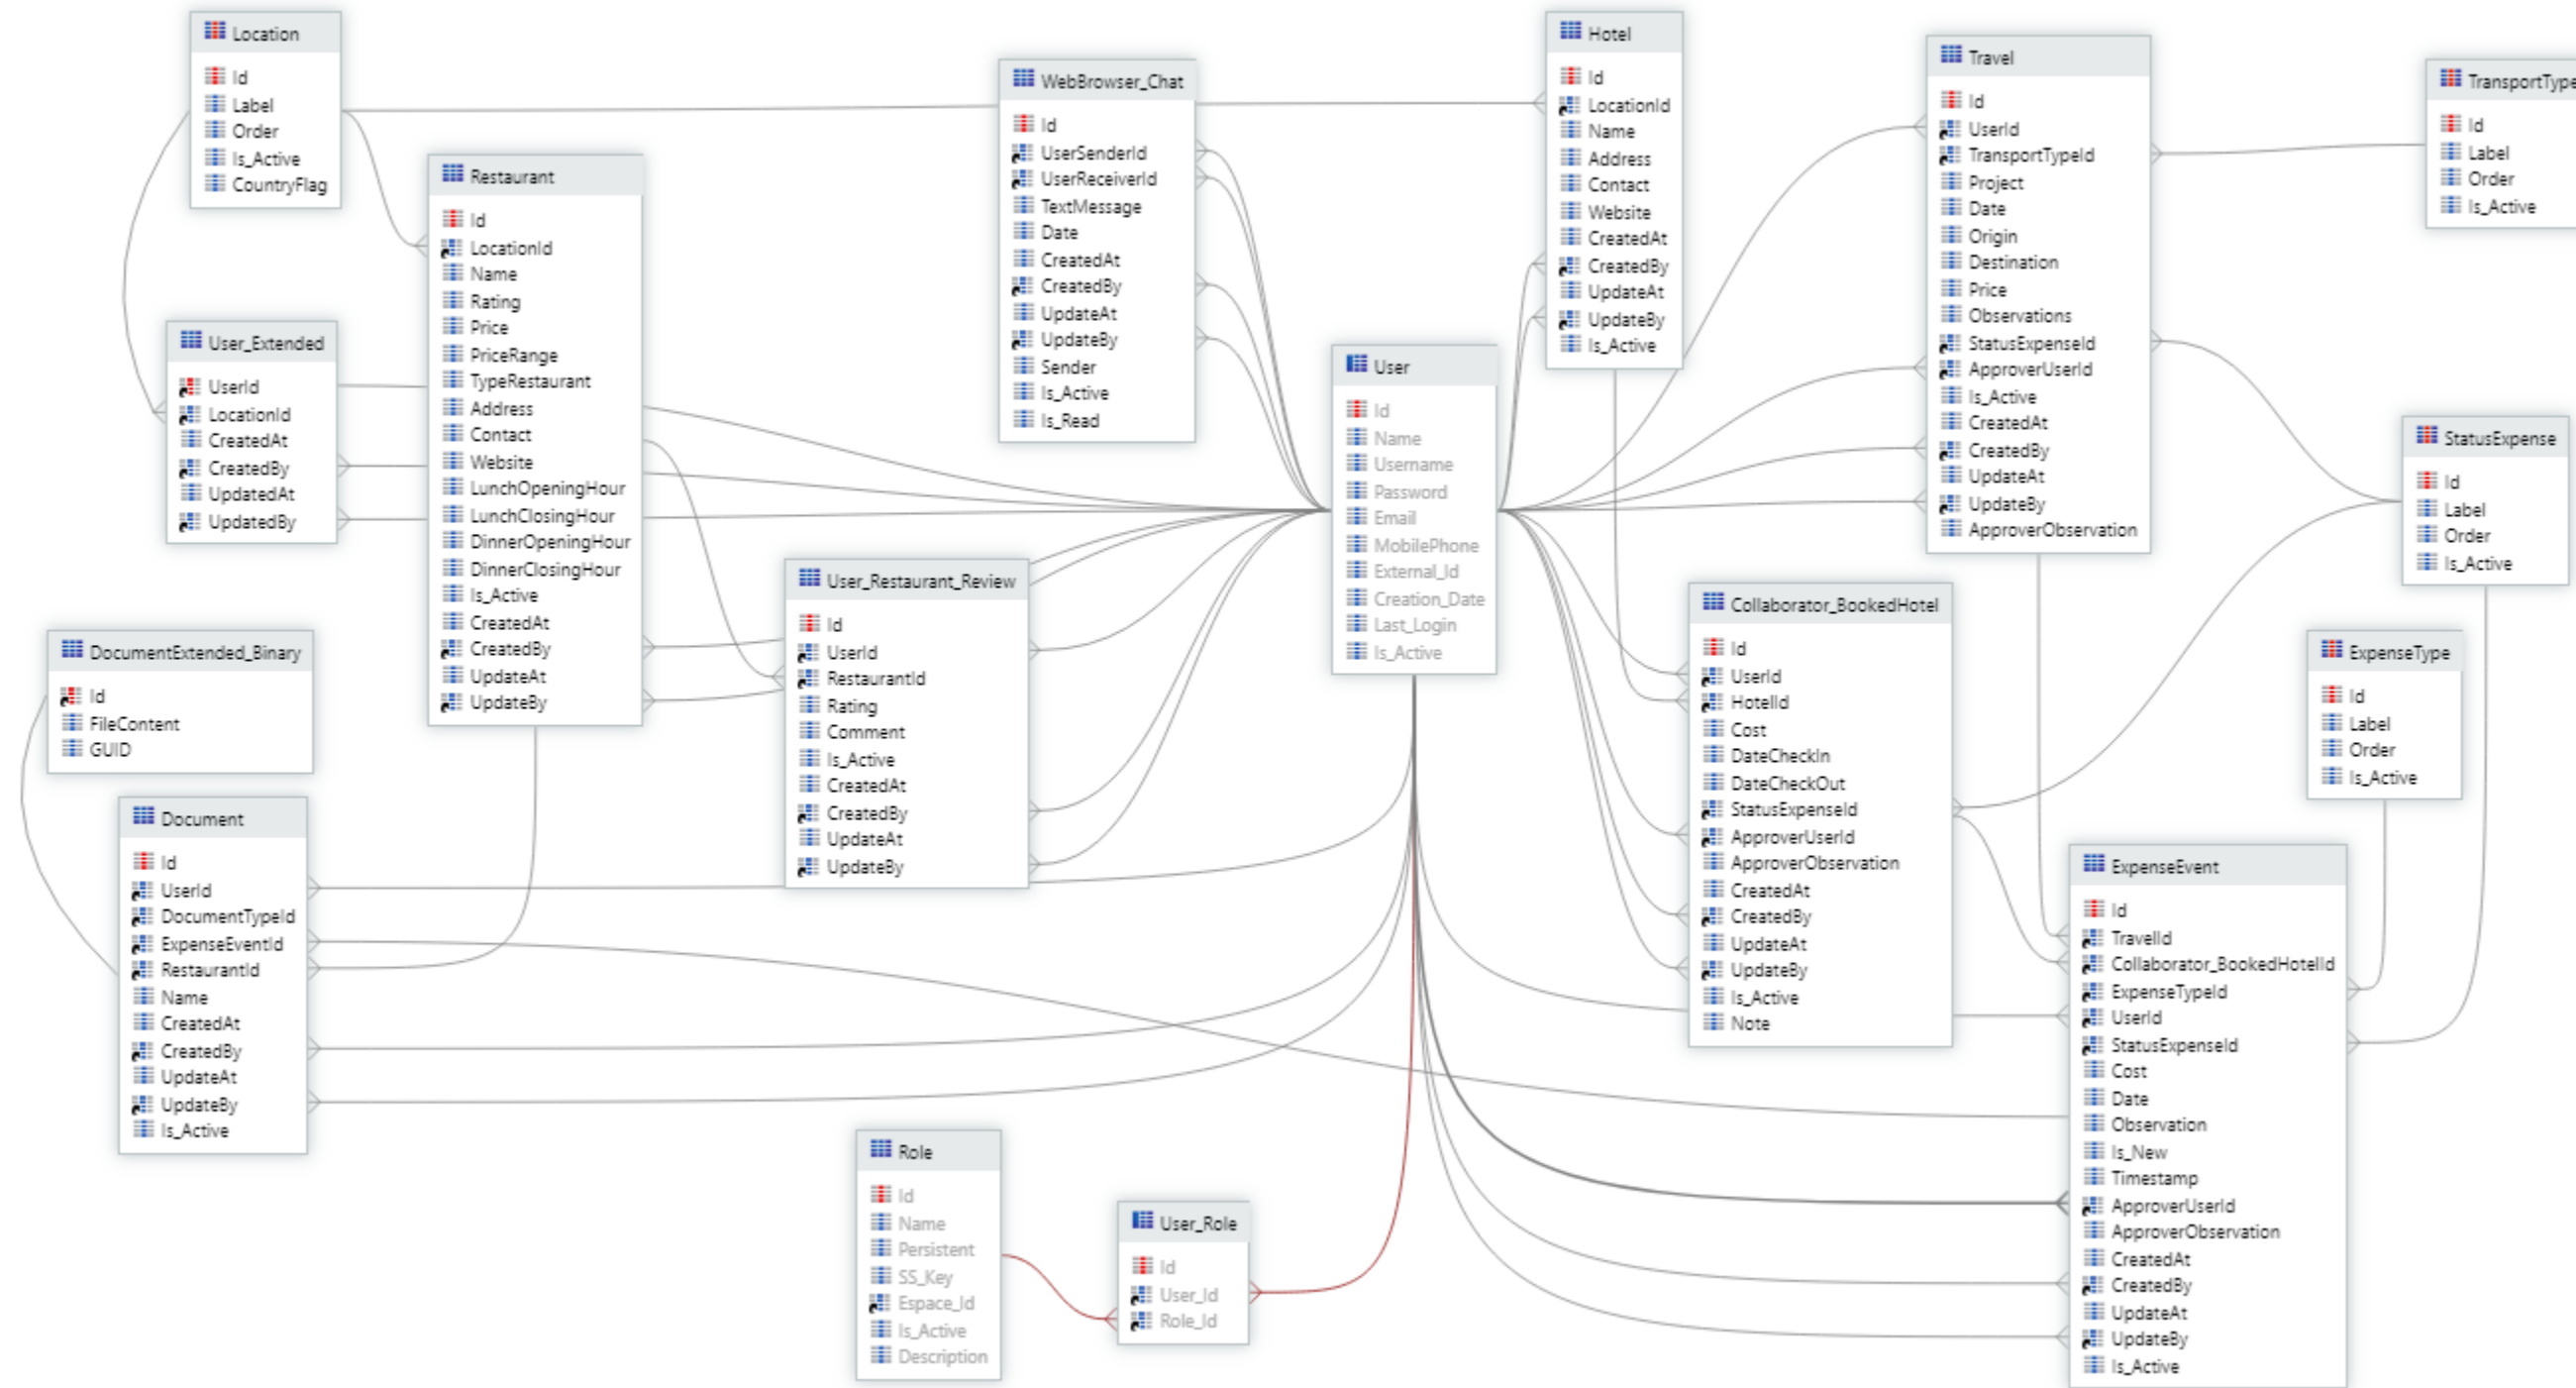 Location
Id
Label
Order
Is_Active
CountryFlag
User_Extended
UserId
LocationId
CreatedAt
CreatedBy
UpdatedAt
UpdatedBy
DocumentExtended_Binary
Id
FileContent
GUID
Document
Id
UserId
DocumentTypeId
ExpenseEventId
RestaurantId
Name
CreatedAt
CreatedBy
UpdateAt
UpdateBy
Is_Active
Restaurant
Id
LocationId
Name
Rating
Price
PriceRange
TypeRestaurant
Address
Contact
Website
LunchOpeningHour
LunchClosingHour
DinnerOpeningHour
DinnerClosingHour
Is_Active
CreatedAt
CreatedBy
UpdateAt
UpdateBy
User_Restaurant_Review
Id
UserId
RestaurantId
Rating
Comment
Is_Active
CreatedAt
CreatedBy
UpdateAt
UpdateBy
WebBrowser_Chat
Id
UserSenderId
UserReceiverId
TextMessage
Date
CreatedAt
CreatedBy
UpdateAt
UpdateBy
Sender
Is_Active
Is_Read
Role
Id
Name
Persistent
SS_Key
Espace_Id
Is_Active
Description
User_Role
Id
User_Id
Role_Id
User
Id
Name
Username
Password
Email
MobilePhone
External_Id
Creation_Date
Last_Login
Is_Active
Hotel
Id
LocationId
Name
Address
Contact
Website
CreatedAt
CreatedBy
UpdateAt
UpdateBy
Is_Active
Collaborator_BookedHotel
Id
UserId
HotelId
Cost
DateCheckIn
DateCheckOut
StatusExpenseId
ApproverUserId
ApproverObservation
CreatedAt
CreatedBy
UpdateAt
UpdateBy
Is_Active
Note
Travel
Id
UserId
TransportTypeId
Project
Date
Origin
Destination
Price
Observations
StatusExpenseId
ApproverUserId
Is_Active
CreatedAt
CreatedBy
UpdateAt
UpdateBy
ApproverObservation
TransportType
Id
Label
Order
Is_Active
StatusExpense
Id
Label
Order
Is_Active
ExpenseType
Id
Label
Order
Is_Active
ExpenseEvent
Id
TravelId
Collaborator_BookedHotelId
ExpenseTypeId
UserId
StatusExpenseId
Cost
Date
Observation
Is_New
Timestamp
ApproverUserId
ApproverObservation
CreatedAt
CreatedBy
UpdateAt
UpdateBy
Is_Active